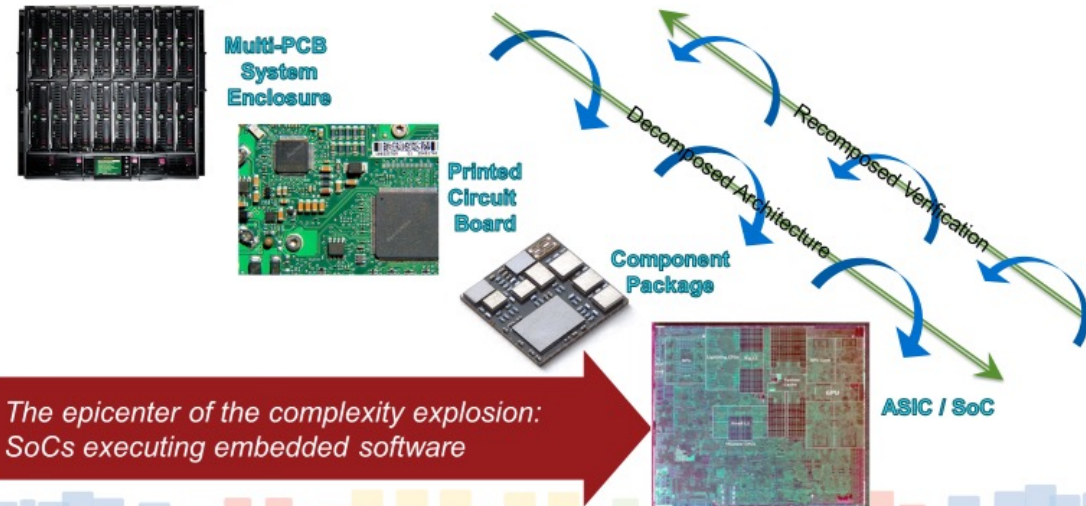 Multi-PCB
System
Enclosure
Printed
Circuit
Board
Component
Package
ASIC / SoC
Decomposed Architecture
Recomposed Verification
The epicenter of the complexity explosion:
SoCs executing embedded software